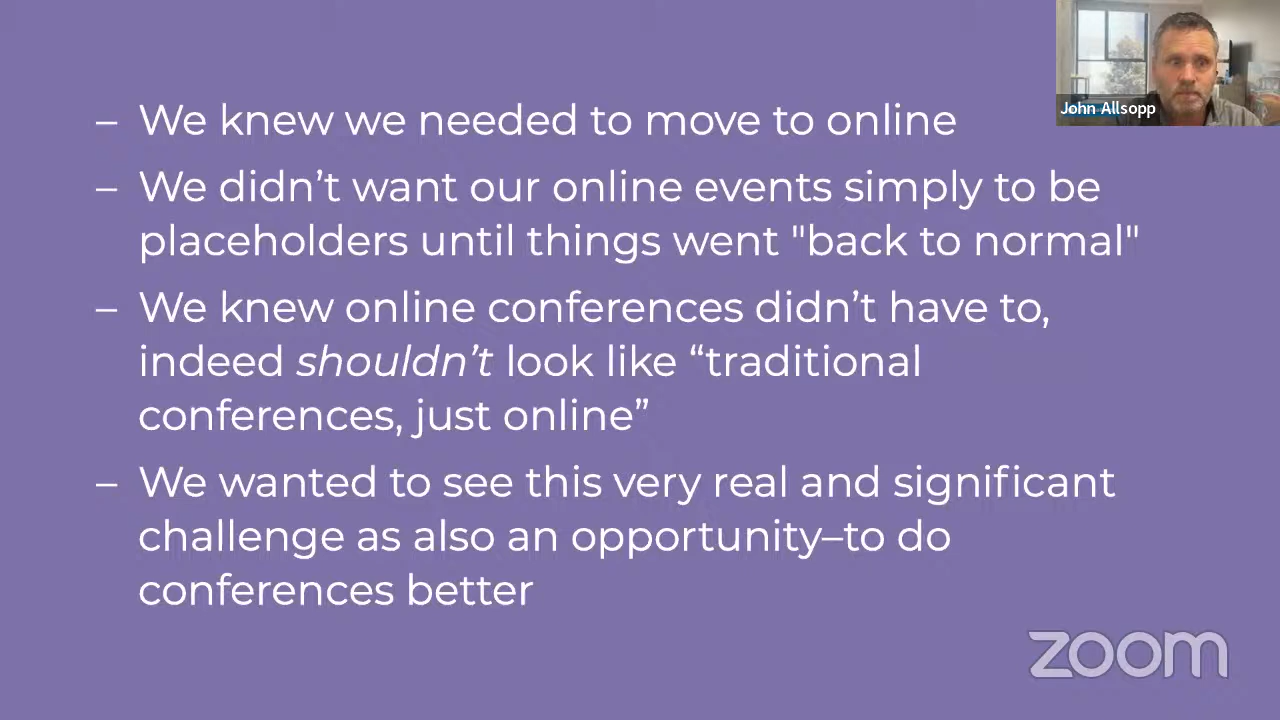 John Allsopp
– We knew we needed to move to online
– We didn’t want our online events simply to be
placeholders until things went "back to normal"
– We knew online conferences didn’t have to,
indeed shouldn’t look like “traditional
conferences, just online”
– We wanted to see this very real and significant
challenge as also an opportunity–to do
conferences better
zoom